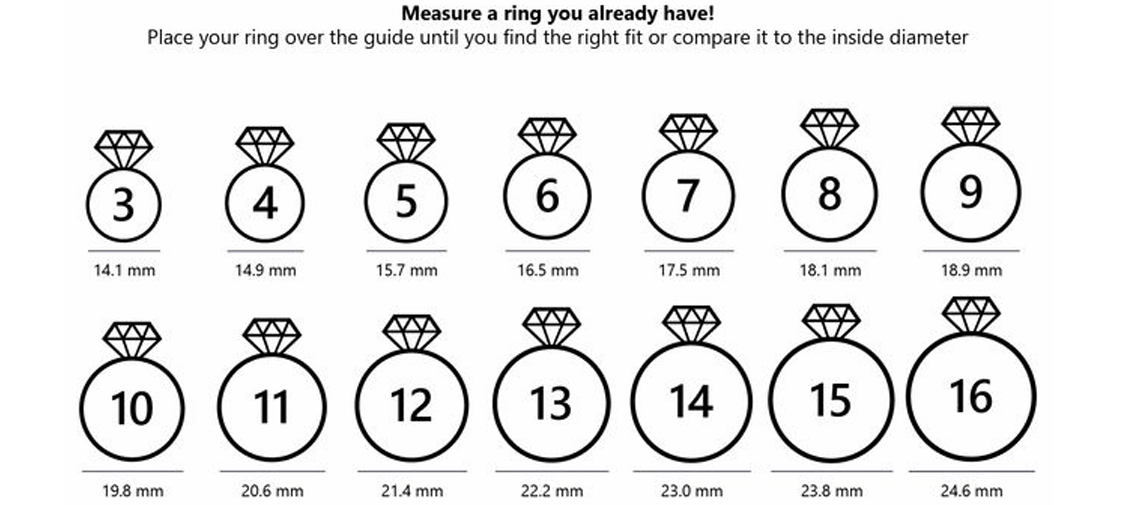 Measure a ring you already have!
Place your ring over the guide until you find the right fit or compare it to the inside diameter
3 4 5 6 7 8 9
14.1 mm 14.9 mm 15.7 mm 16.5 mm 17.5 mm 18.1 mm 18.9 mm
10 11 12 13 14 15 16
19.8 mm 20.6 mm 21.4 mm 22.2 mm 23.0 mm 23.8 mm 24.6 mm